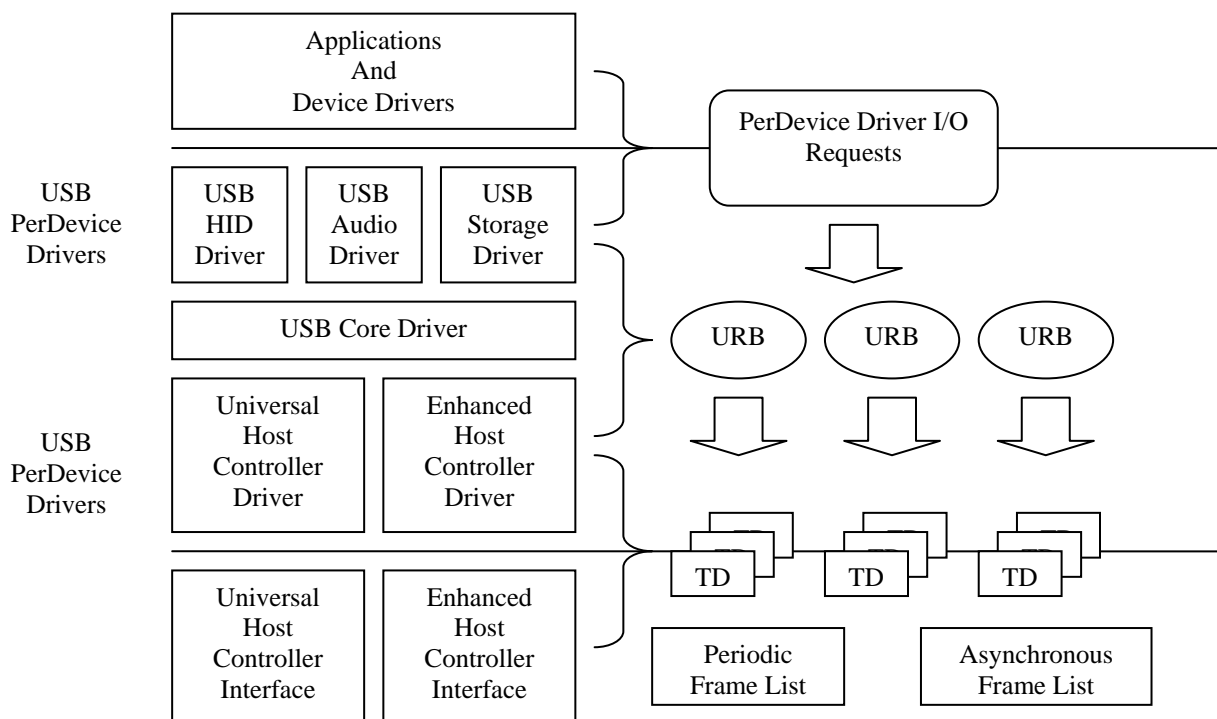 Applications
And
Device Drivers
PerDevice Driver I/O
Requests
USB
PerDevice
Drivers
USB
HID
Driver
USB
Audio
Driver
USB
Storage
Driver
USB Core Driver
URB
URB
URB
USB
PerDevice
Drivers
Universal
Host
Controller
Driver
Enhanced
Host
Controller
Driver
TD
TD
TD
Universal
Host
Controller
Interface
Enhanced
Host
Controller
Interface
Periodic
Frame List
Asynchronous
Frame List